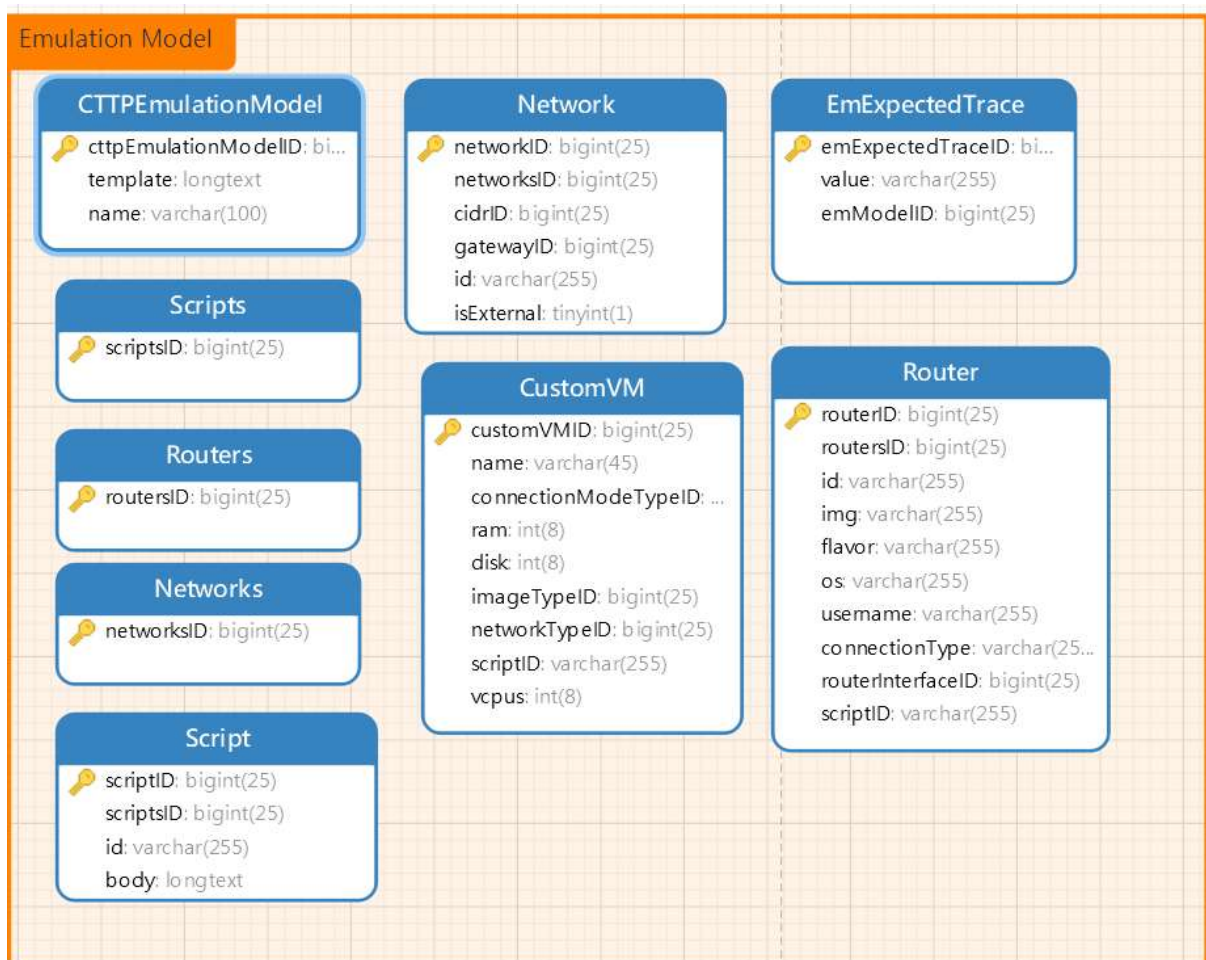 Emulation Model
CTTPEmulationModel
cttpEmulationModelID: bi...
template: longtext
name: varchar(100)
Scripts
scriptsID: bigint(25)
Routers
routersID: bigint(25)
Networks
networksID: bigint(25)
Script
scriptID: bigint(25)
scriptsID: bigint(25)
id: varchar(255)
body: longtext
Network
networkID: bigint(25)
networksID: bigint(25)
cidrID: bigint(25)
gatewayID: bigint(25)
id: varchar(255)
isExternal: tinyint(1)
CustomVM
customVMID: bigint(25)
name: varchar(45)
connectionModeTypeID: ...
ram: int(8)
disk: int(8)
imageTypeID: bigint(25)
networkTypeID: bigint(25)
scriptID: varchar(255)
vcpus: int(8)
EmExpectedTrace
emExpectedTraceID: bi...
value: varchar(255)
emModelID: bigint(25)
Router
routerID: bigint(25)
routersID: bigint(25)
id: varchar(255)
img: varchar(255)
flavor: varchar(255)
os: varchar(255)
username: varchar(255)
connectionType: varchar(25...
routerInterfaceID: bigint(25)
scriptID: varchar(255)